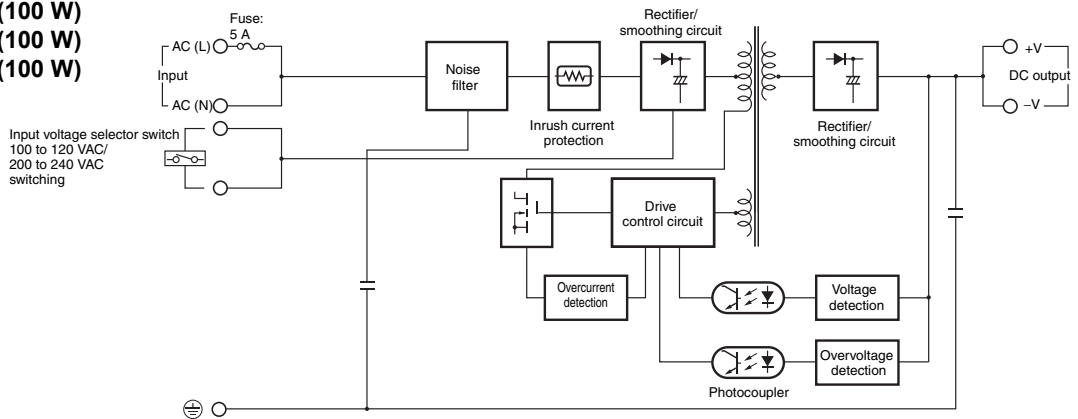 (100 W)
(100 W)
(100 W)
Fuse:
5 A
AC (L)
Input
AC (N)
Input voltage selector switch
100 to 120 VAC/
200 to 240 VAC
switching
Noise
filter
Inrush current
protection
Rectifier/
smoothing circuit
Rectifier/
smoothing circuit
+V
DC output
–V
Drive
control circuit
Overcurrent
detection
Voltage
detection
Overvoltage
detection
Photocoupler